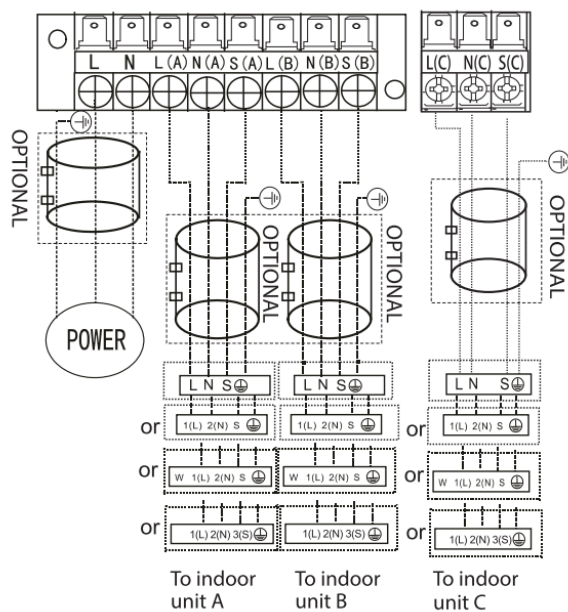 L N L(A) N(A) S(A) L(B) N(B) S(B)
L(C) N(C) S(C)
OPTIONAL
OPTIONAL
OPTIONAL
OPTIONAL
POWER
L N S
L N S
L N S
or 1(L) 2(N) S
1(L) 2(N) S
or 1(L) 2(N) S
or W 1(L) 2(N) S
W 1(L) 2(N) S
or W 1(L) 2(N) S
or 1(L) 2(N) 3(S)
1(L) 2(N) 3(S)
or 1(L) 2(N) 3(S)
To indoor
unit A
To indoor
unit B
To indoor
unit C